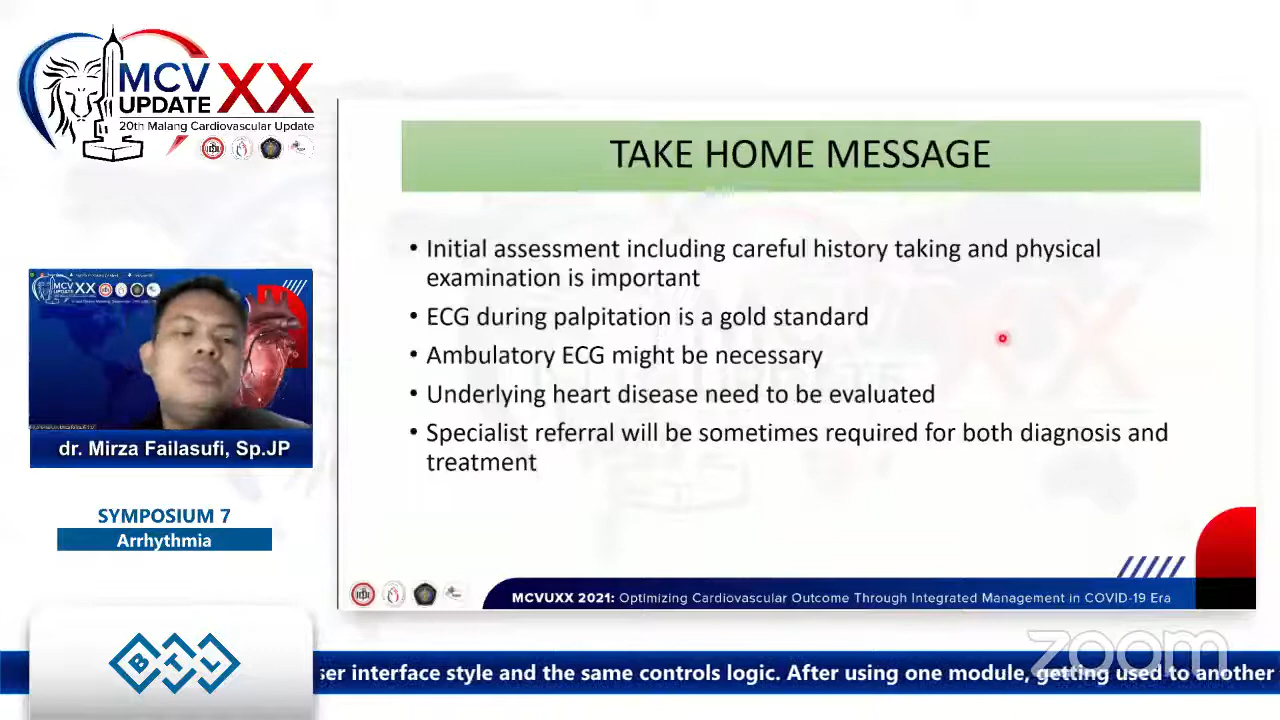 MCV
UPDATE
XX
20th Malang Cardiovascular Update
TAKE HOME MESSAGE
• Initial assessment including careful history taking and physical
examination is important
• ECG during palpitation is a gold standard
• Ambulatory ECG might be necessary
• Underlying heart disease need to be evaluated
• Specialist referral will be sometimes required for both diagnosis and
treatment
MCV
UPDATE XX
dr. Mirza Failasufi, Sp.JP
SYMPOSIUM 7
Arrhythmia
MCVUXX 2021: Optimizing Cardiovascular Outcome Through Integrated Management in COVID-19 Era
zoom
BTL
ser interface style and the same controls logic. After using one module, getting used to another